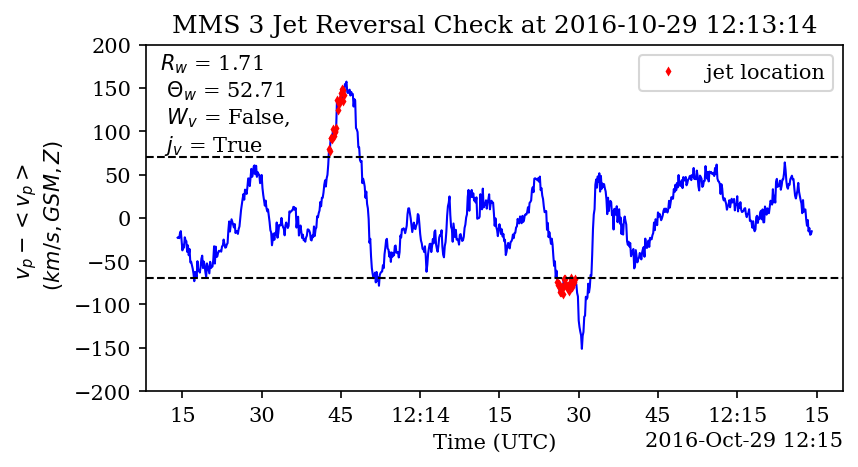 MMS 3 Jet Reversal Check at 2016-10-29 12:13:14
R_w = 1.71
Θ_w = 52.71
W_v = False,
j_v = True
jet location
v_p − <v_p>
(km/s, GSM, Z)
200
150
100
50
0
−50
−100
−150
−200
15 30 45 12:14 15 30 45 12:15 15
Time (UTC)
2016-Oct-29 12:15